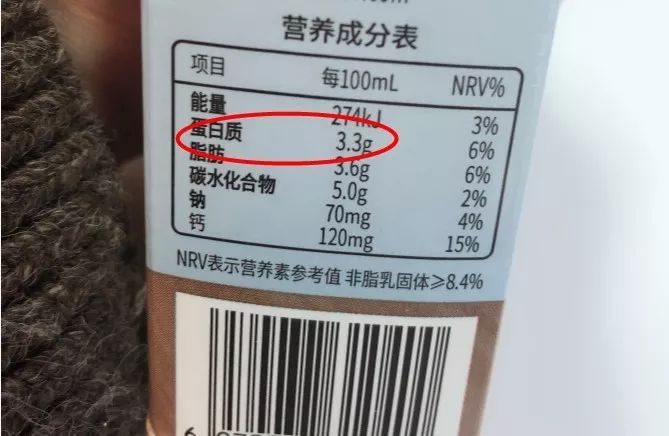 营养成分表
项目 每100mL NRV%
能量 274kJ 3%
蛋白质 3.3g 6%
脂肪 3.6g 6%
碳水化合物 5.0g 2%
钠 70mg 4%
钙 120mg 15%
NRV表示营养素参考值 非脂乳固体≥8.4%